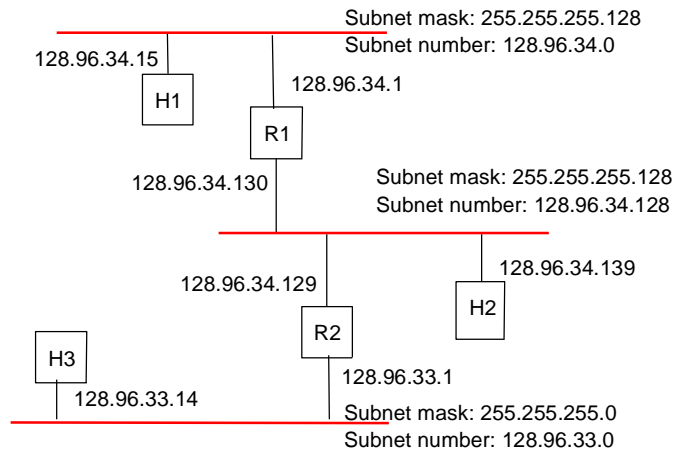 Subnet mask: 255.255.255.128
Subnet number: 128.96.34.0
128.96.34.15
128.96.34.1
H1
R1
128.96.34.130
Subnet mask: 255.255.255.128
Subnet number: 128.96.34.128
128.96.34.139
128.96.34.129
H2
R2
H3
128.96.33.1
128.96.33.14
Subnet mask: 255.255.255.0
Subnet number: 128.96.33.0